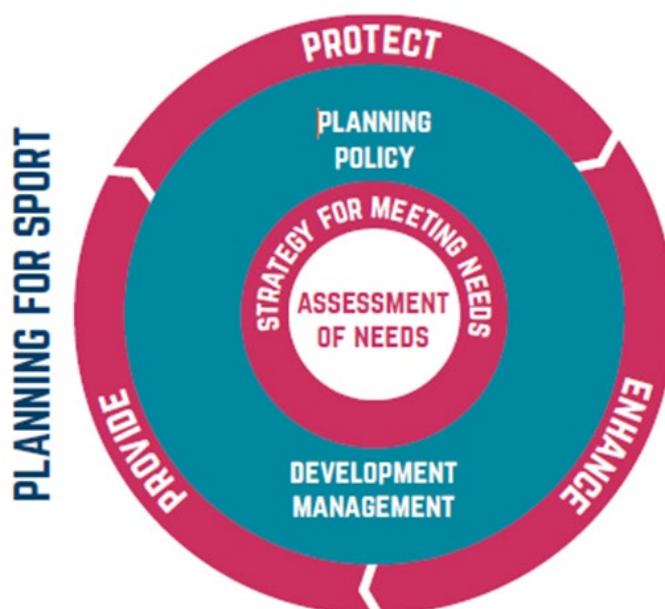 PLANNING FOR SPORT
PROTECT
PLANNING
POLICY
STRATEGY FOR MEETING NEEDS
ASSESSMENT
OF NEEDS
DEVELOPMENT
MANAGEMENT
PROVIDE
ENHANCE